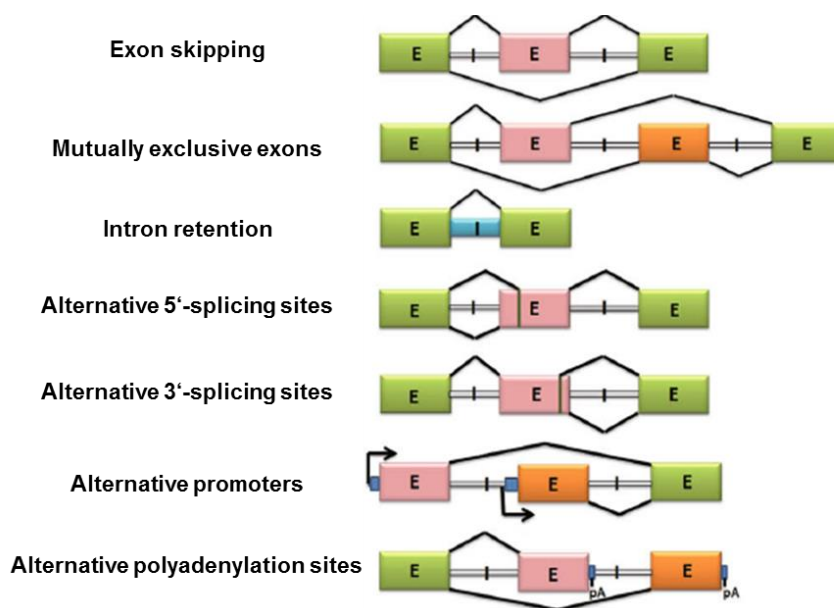 Exon skipping
E I E I E
Mutually exclusive exons
E I E I E I E
Intron retention
E I E
Alternative 5‘-splicing sites
E I E I E
Alternative 3‘-splicing sites
E I E I E
Alternative promoters
E I E I E
Alternative polyadenylation sites
E I E I E
pA pA